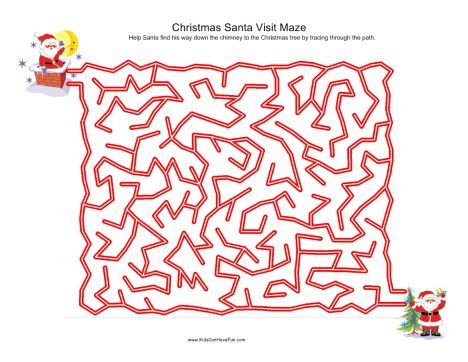 Christmas Santa Visit Maze
Help Santa find his way down the chimney to the Christmas tree by tracing through the path.
www.KidsCanHaveFun.com